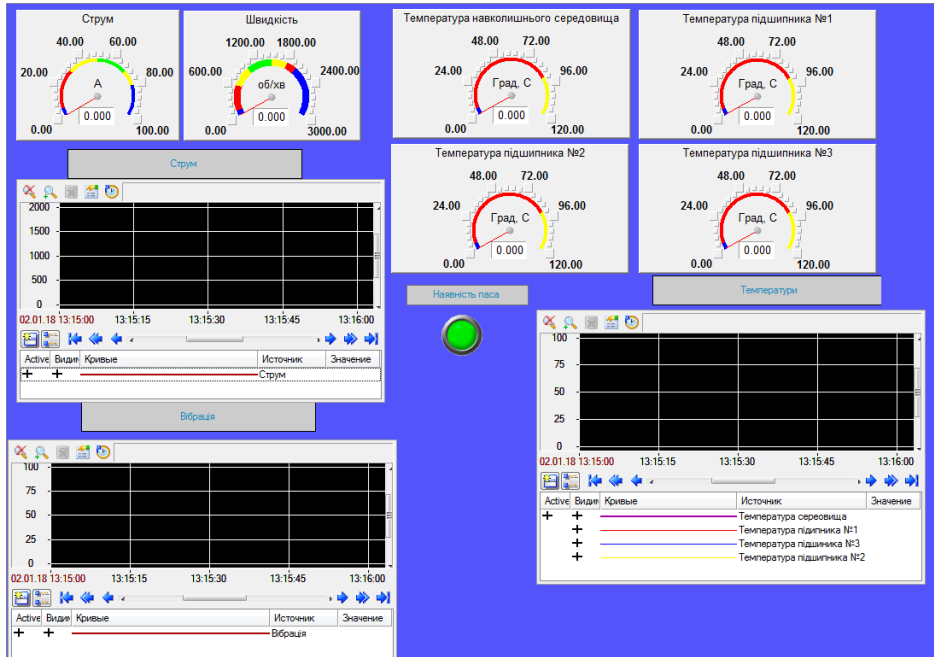 Струм
40.00 60.00
20.00 80.00
А
0.000
0.00 100.00
Швидкість
1200.00 1800.00
600.00 2400.00
об/хв
0.000
0.00 3000.00
Температура навколишнього середовища
48.00 72.00
24.00 96.00
Град, С
0.000
0.00 120.00
Температура підшипника №1
48.00 72.00
24.00 96.00
Град, С
0.000
0.00 120.00
Температура підшипника №2
48.00 72.00
24.00 96.00
Град, С
0.000
0.00 120.00
Температура підшипника №3
48.00 72.00
24.00 96.00
Град, С
0.000
0.00 120.00
Струм
2000
1500
1000
500
0
02.01.18 13:15:00 13:15:15 13:15:30 13:15:45 13:16:00
Active Видим Кривые Источник Значение
Струм
Наявність паса
Температури
100
75
50
25
0
02.01.18 13:15:00 13:15:15 13:15:30 13:15:45 13:16:00
Active Видим Кривые Источник Значение
Температура сереовища
Температура підипника №1
Температура підшиника №3
Температура підшипника №2
Вібрація
100
75
50
25
0
02.01.18 13:15:00 13:15:15 13:15:30 13:15:45 13:16:00
Active Видим Кривые Источник Значение
Вібрація